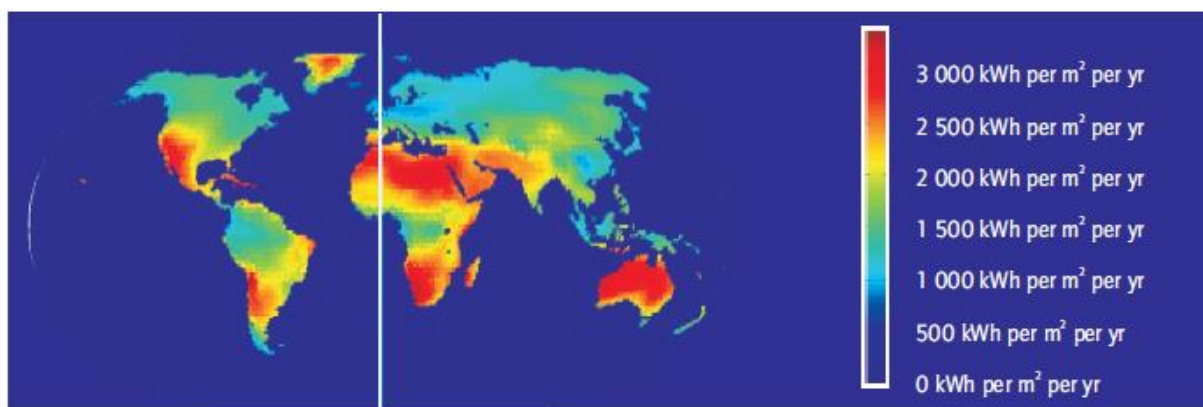 3 000 kWh per m² per yr
2 500 kWh per m² per yr
2 000 kWh per m² per yr
1 500 kWh per m² per yr
1 000 kWh per m² per yr
500 kWh per m² per yr
0 kWh per m² per yr